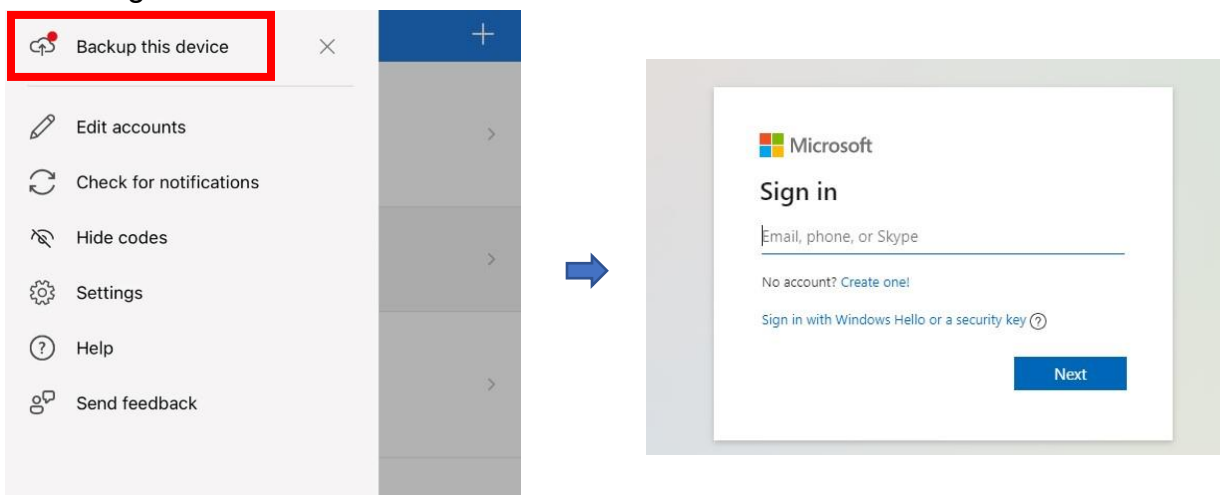 Backup this device
Edit accounts
Check for notifications
Hide codes
Settings
Help
Send feedback
Microsoft
Sign in
Email, phone, or Skype
No account? Create one!
Sign in with Windows Hello or a security key
Next